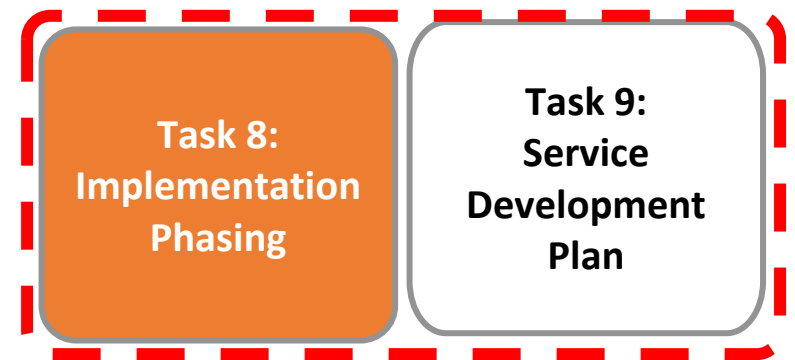 Task 8:
Implementation
Phasing
Task 9:
Service
Development
Plan